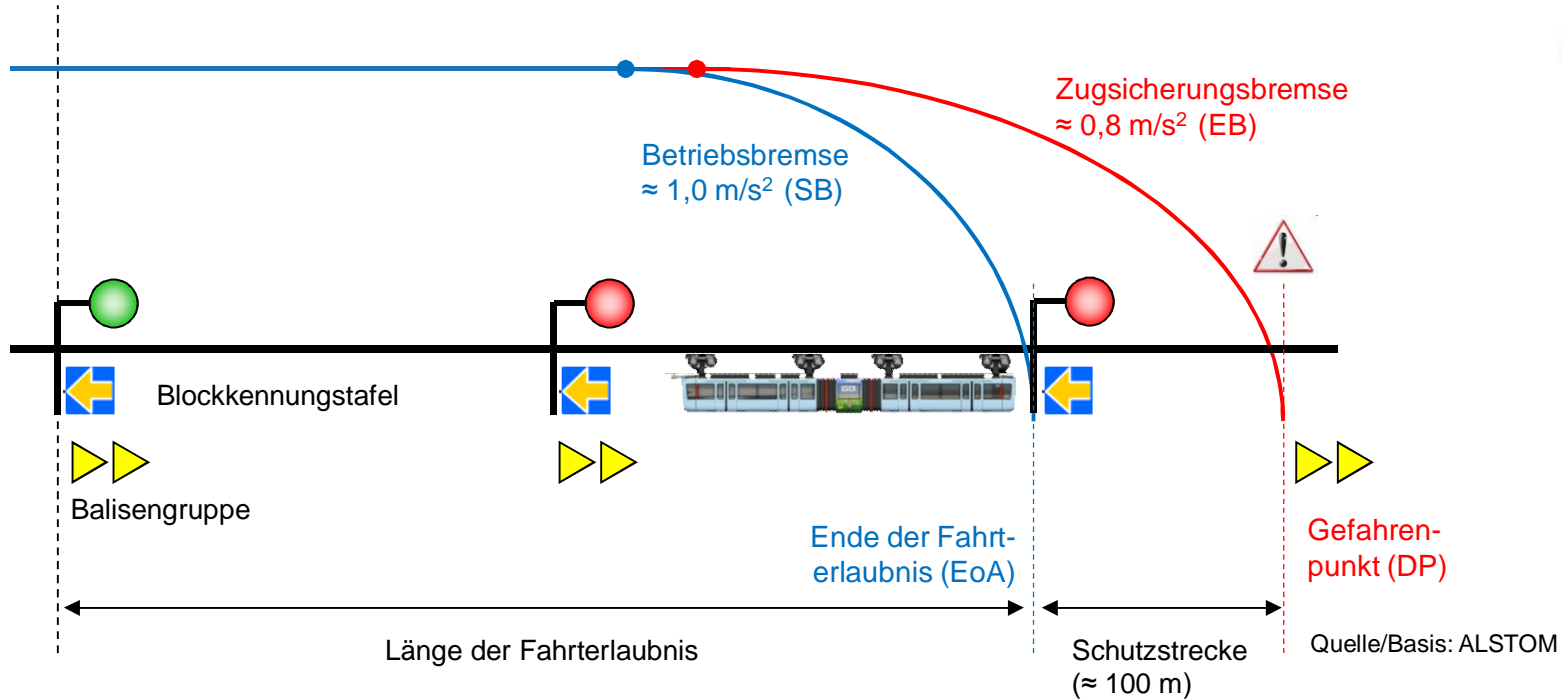 Zugsicherungsbremse
≈ 0,8 m/s² (EB)
Betriebsbremse
≈ 1,0 m/s² (SB)
Blockkennungstafel
Balisengruppe
Ende der Fahrt-
erlaubnis (EoA)
Gefahren-
punkt (DP)
Länge der Fahrterlaubnis
Schutzstrecke
(≈ 100 m)
Quelle/Basis: ALSTOM